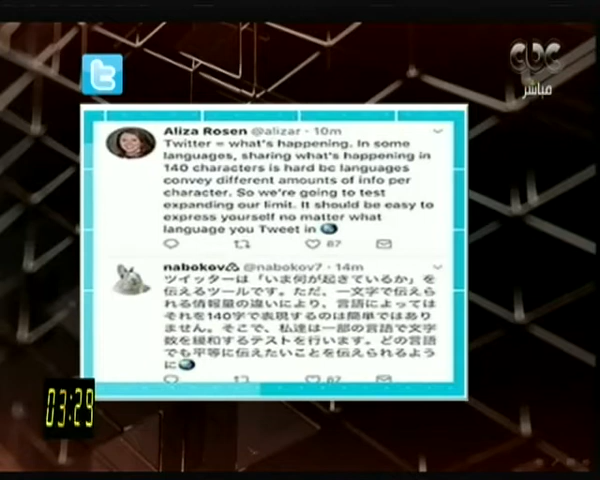 CBC
مباشر
Aliza Rosen @alizar · 10m
Twitter = what's happening. In some
languages, sharing what's happening in
140 characters is hard bc languages
convey different amounts of info per
character. So we're going to test
expanding our limit. It should be easy to
express yourself no matter what
language you Tweet in
87
nabokov @nabokov7 · 14m
ツイッターは「いま何が起きているか」を
伝えるツールです。ただ、一文字で伝えら
れる情報量の違いにより、言語によっては
それを140字で表現するのは簡単ではあり
ません。そこで、私達は一部の言語で文字
数を緩和するテストを行います。どの言語
でも平等に伝えたいことを伝えられるよう
に
87
03:29